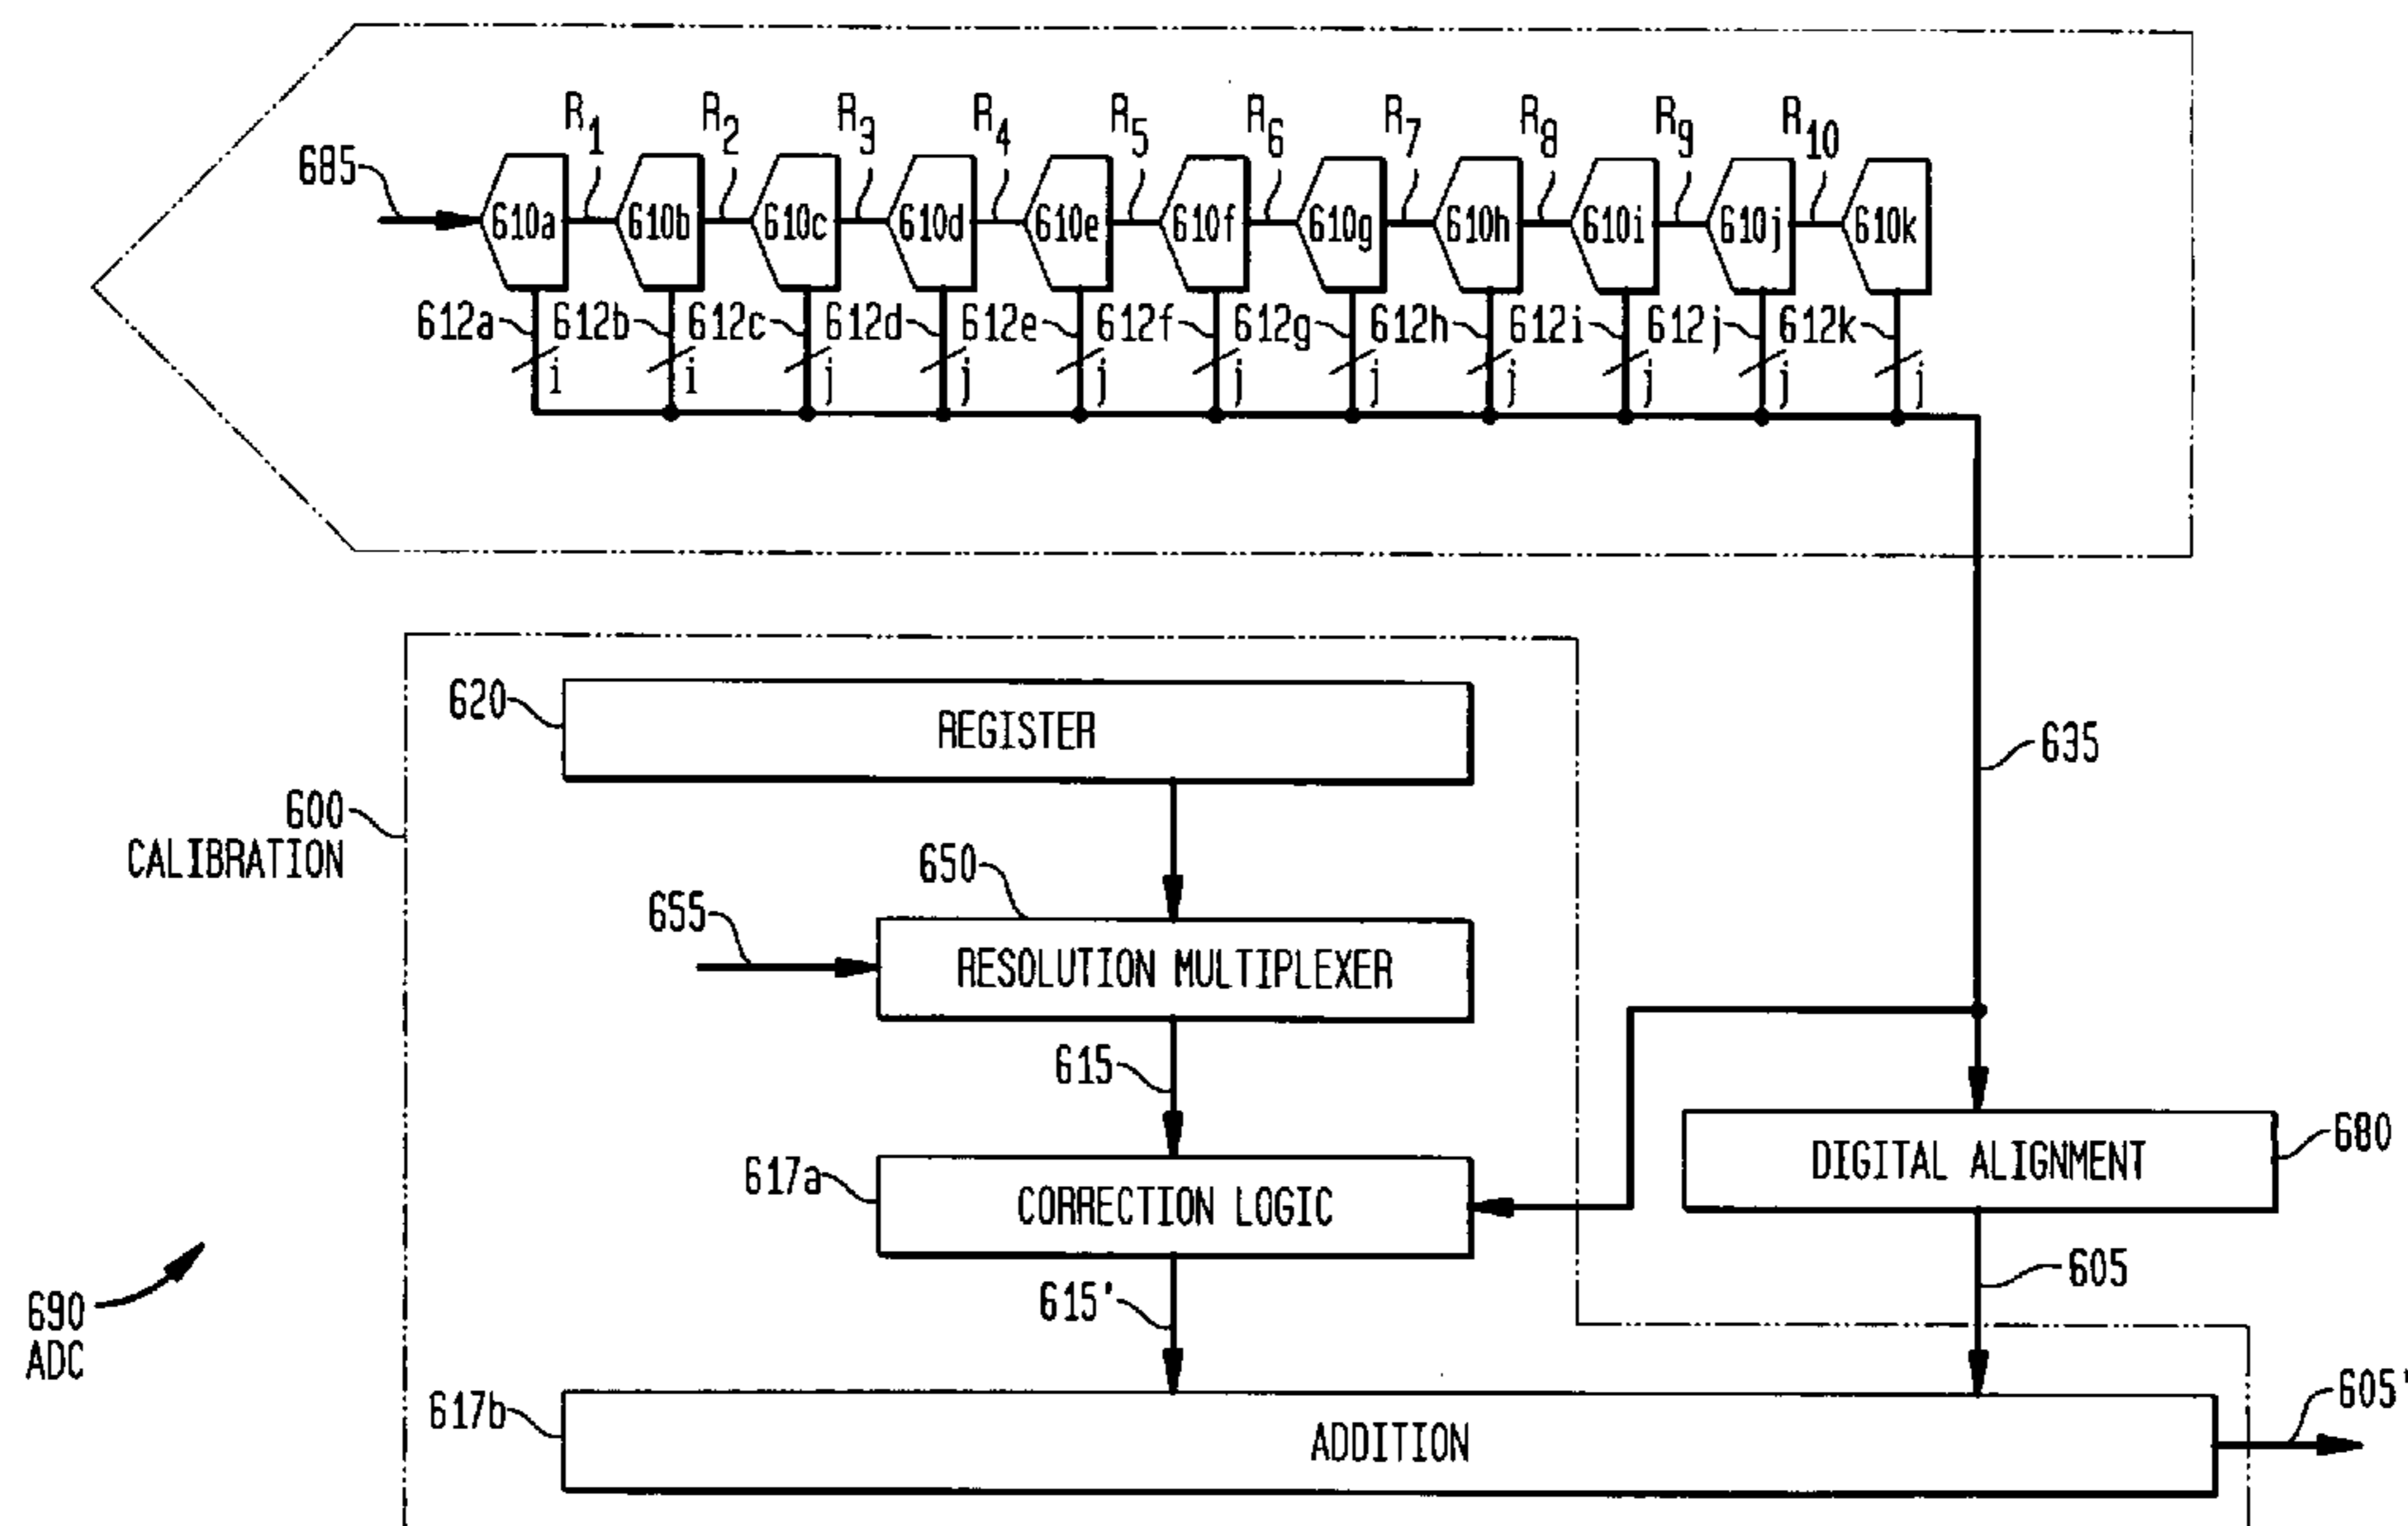 R1 R2 R3 R4 R5 R6 R7 R8 R9 R10
685
610a 610b 610c 610d 610e 610f 610g 610h 610i 610j 610k
612a 612b 612c 612d 612e 612f 612g 612h 612i 612j 612k
i i j j j j j j j j j
620
REGISTER
635
600
CALIBRATION
650
655
RESOLUTION MULTIPLEXER
615
680
DIGITAL ALIGNMENT
617a
CORRECTION LOGIC
605
615'
690
ADC
605'
617b
ADDITION